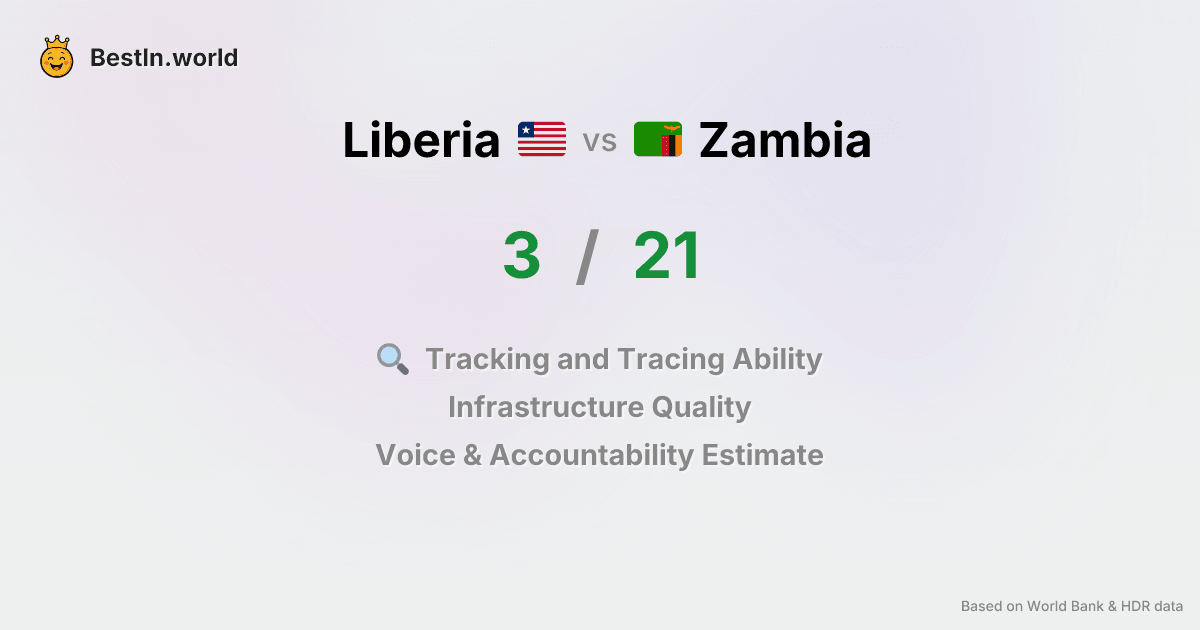 BestIn.world
Liberia vs Zambia
3 / 21
Tracking and Tracing Ability
Infrastructure Quality
Voice & Accountability Estimate
Based on World Bank & HDR data